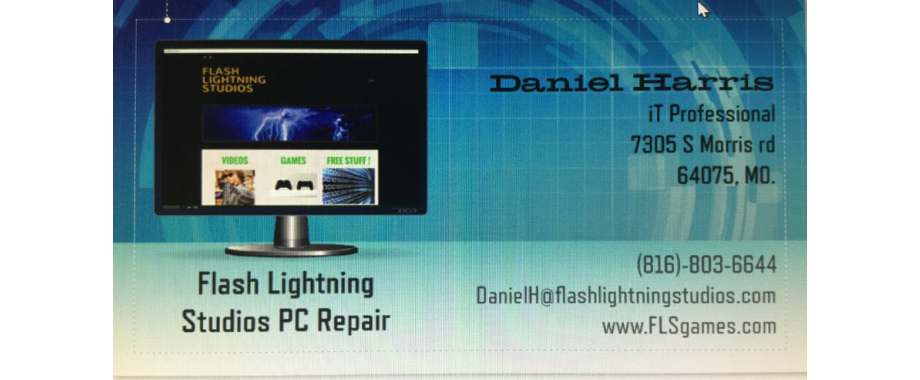 FLASH
LIGHTNING
STUDIOS
VIDEOS GAMES FREE STUFF !
Flash Lightning
Studios PC Repair
Daniel Harris
iT Professional
7305 S Morris rd
64075, MO.
(816)-803-6644
DanielH@flashlightningstudios.com
www.FLSgames.com